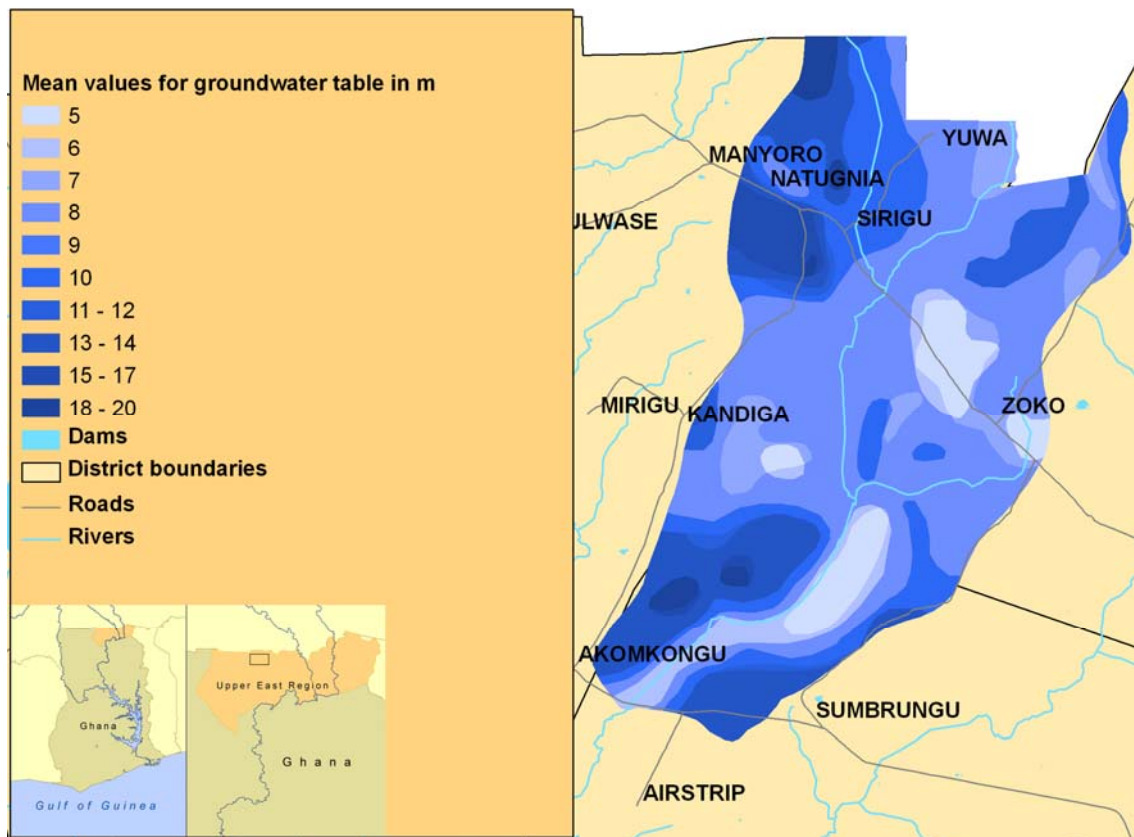 Mean values for groundwater table in m
5
6
7
8
9
10
11 - 12
13 - 14
15 - 17
18 - 20
Dams
District boundaries
Roads
Rivers
Ghana
Gulf of Guinea
Upper East Region
Ghana
YUWA
MANYORO
NATUGNIA
SIRIGU
ULWASE
MIRIGU
KANDIGA
ZOKO
AKOMKONGU
SUMBRUNGU
AIRSTRIP